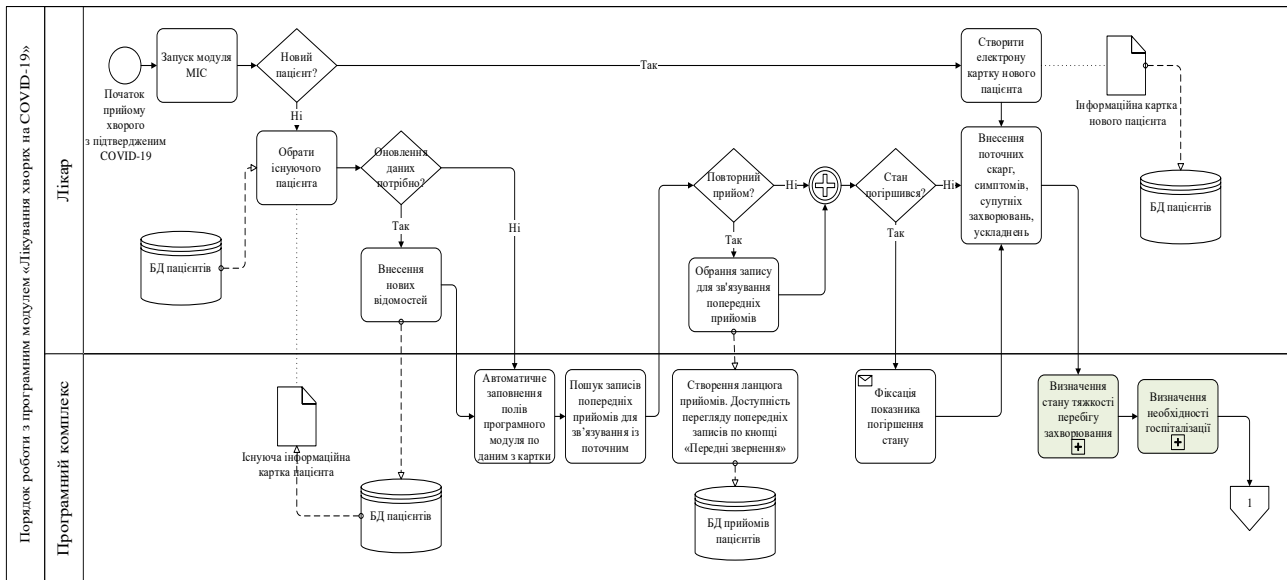 Порядок роботи з програмним модулем «Лікування хворих на COVID-19»
Лікар
Початок
прийому
хворого
з підтвердженим
COVID-19
Запуск модуля
МІС
Новий
пацієнт?
Так
Ні
Створити
електрону
картку нового
пацієнта
Інформаційна картка
нового пацієнта
БД пацієнтів
Обрати
існуючого
пацієнта
БД пацієнтів
Оновлення
даних
потрібно?
Так
Ні
Внесення
нових
відомостей
Повторний
прийом?
Ні
Так
Обрання запису
для зв'язування
попередніх
прийомів
Стан
погіршився?
Ні
Так
Внесення
поточних
скарг,
симптомів,
супутніх
захворювань,
ускладнень
Програмний комплекс
Існуюча інформаційна
картка пацієнта
БД пацієнтів
Автоматичне
заповнення
полів
програмного
модуля по
даним з картки
Пошук записів
попередніх
прийомів для
зв’язування із
поточним
Створення ланцюга
прийомів. Доступність
перегляду попередніх
записів по кнопці
«Передні звернення»
БД прийомів
пацієнтів
Фіксація
показника
погіршення
стану
Визначення
стану тяжкості
перебігу
захворювання
Визначення
необхідності
госпіталізації
1